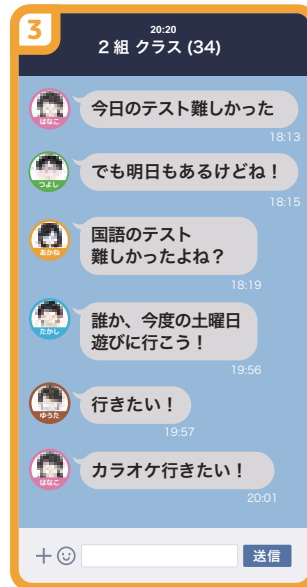 3
20:20
2組 クラス (34)
今日のテスト難しかった
はなこ
18:13
でも明日もあるけどね！
つよし
18:15
国語のテスト
難しかったよね？
あかね
18:19
誰か、今度の土曜日
遊びに行こう！
たかし
19:56
行きたい！
ゆうた
19:57
カラオケ行きたい！
はなこ
20:01
送信